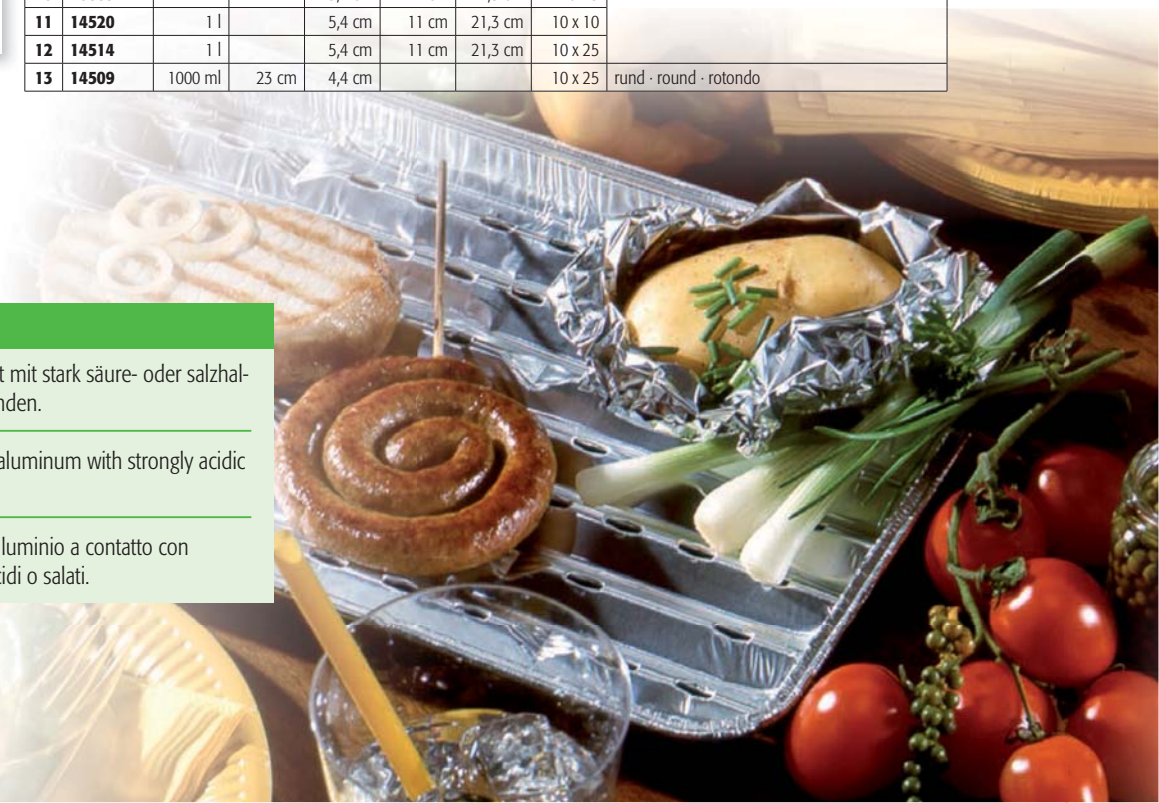 11 14520 1 l 5,4 cm 11 cm 21,3 cm 10 x 10
12 14514 1 l 5,4 cm 11 cm 21,3 cm 10 x 25
13 14509 1000 ml 23 cm 4,4 cm 10 x 25 rund · round · rotondo
t mit stark säure- oder salzhal-
nden.
aluminum with strongly acidic
luminio a contatto con
cidi o salati.